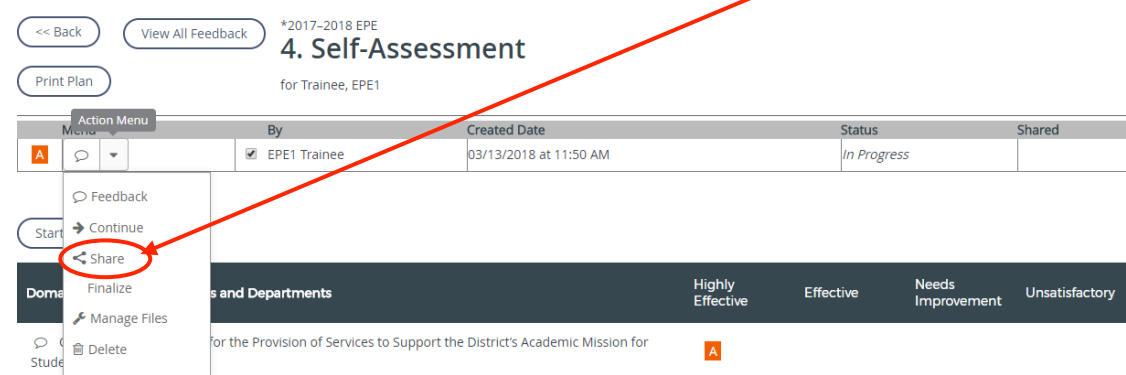 << Back
View All Feedback
*2017–2018 EPE
4. Self-Assessment
Print Plan
for Trainee, EPE1
Action Menu
Menu By Created Date Status Shared
A EPE1 Trainee 03/13/2018 at 11:50 AM In Progress
Feedback
Continue
Start
Share
Finalize
Manage Files
Delete
Doma s and Departments Highly Effective Effective Needs Improvement Unsatisfactory
for the Provision of Services to Support the District's Academic Mission for
Stude
A